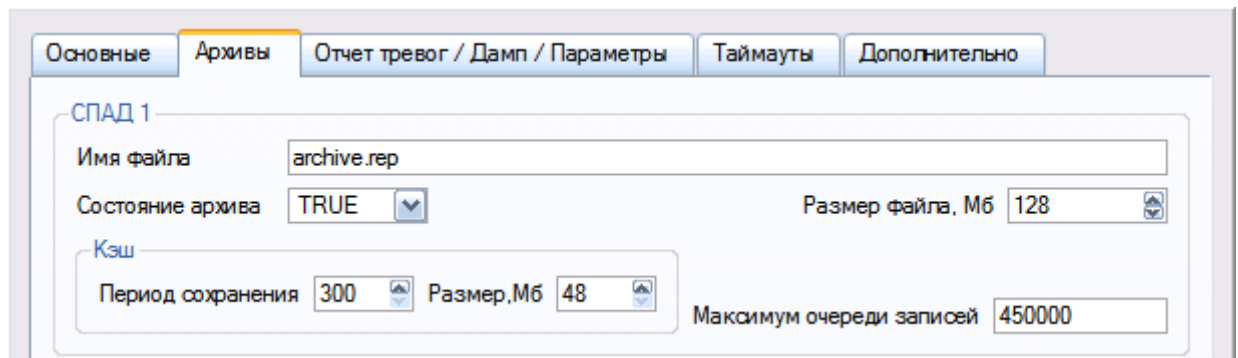 Основные Архивы Отчет тревог / Дамп / Параметры Таймауты Дополнительно
СПАД 1
Имя файла archive.rep
Состояние архива TRUE Размер файла, Мб 128
Кэш
Период сохранения 300 Размер,Мб 48
Максимум очереди записей 450000